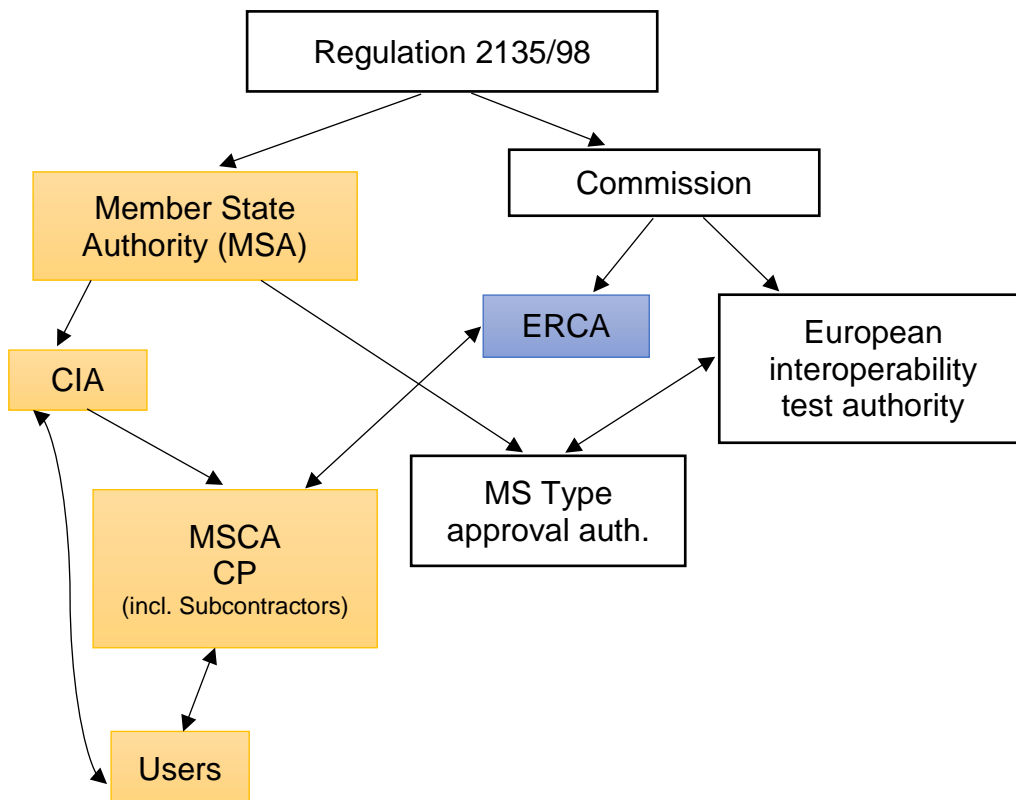 Regulation 2135/98
Member State
Authority (MSA)
Commission
CIA
ERCA
European
interoperability
test authority
MSCA
CP
(incl. Subcontractors)
MS Type
approval auth.
Users